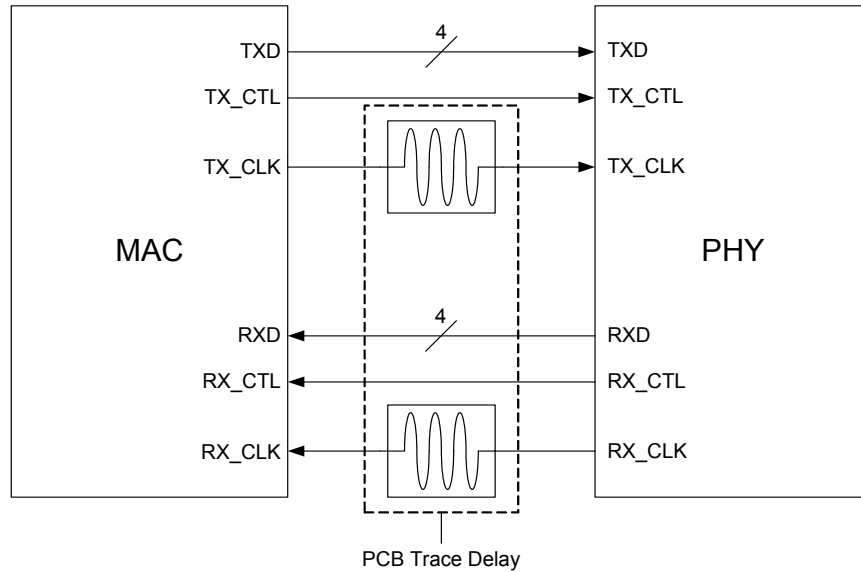 4
TXD
TXD
TX_CTL
TX_CTL
TX_CLK
TX_CLK
MAC
PHY
4
RXD
RXD
RX_CTL
RX_CTL
RX_CLK
RX_CLK
PCB Trace Delay